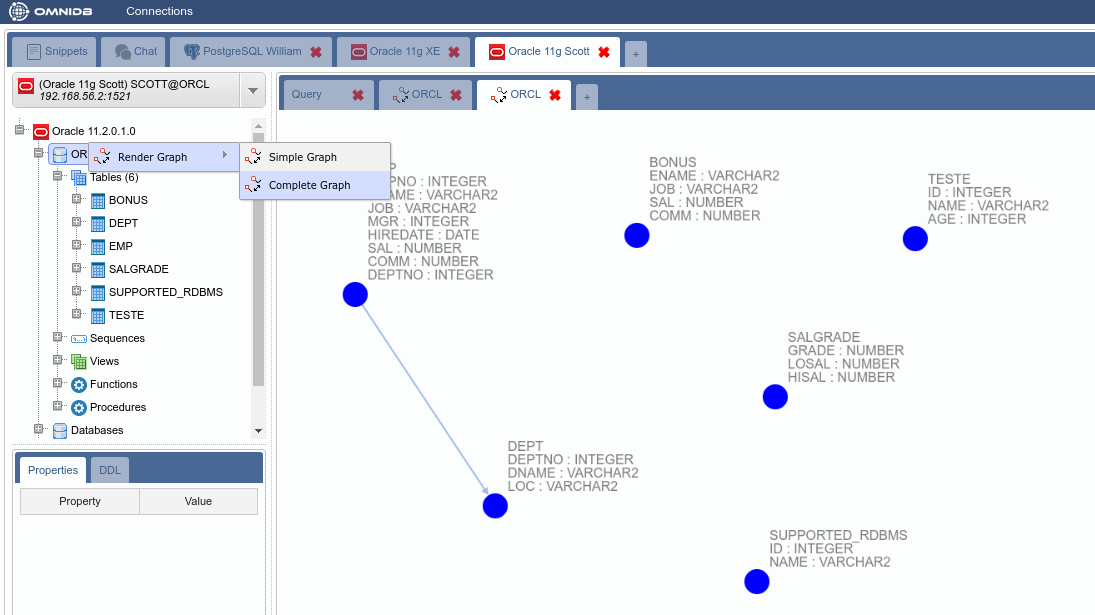 OMNIDB Connections
Snippets Chat PostgreSQL William Oracle 11g XE Oracle 11g Scott +
(Oracle 11g Scott) SCOTT@ORCL
192.168.56.2:1521
Query ORCL ORCL +
Oracle 11.2.0.1.0
OR
Render Graph
Simple Graph
Complete Graph
Tables (6)
BONUS
DEPT
EMP
SALGRADE
SUPPORTED_RDBMS
TESTE
Sequences
Views
Functions
Procedures
Databases
Properties DDL
Property Value
P
PNO : INTEGER
AME : VARCHAR2
JOB : VARCHAR2
MGR : INTEGER
HIREDATE : DATE
SAL : NUMBER
COMM : NUMBER
DEPTNO : INTEGER
BONUS
ENAME : VARCHAR2
JOB : VARCHAR2
SAL : NUMBER
COMM : NUMBER
TESTE
ID : INTEGER
NAME : VARCHAR2
AGE : INTEGER
SALGRADE
GRADE : NUMBER
LOSAL : NUMBER
HISAL : NUMBER
DEPT
DEPTNO : INTEGER
DNAME : VARCHAR2
LOC : VARCHAR2
SUPPORTED_RDBMS
ID : INTEGER
NAME : VARCHAR2